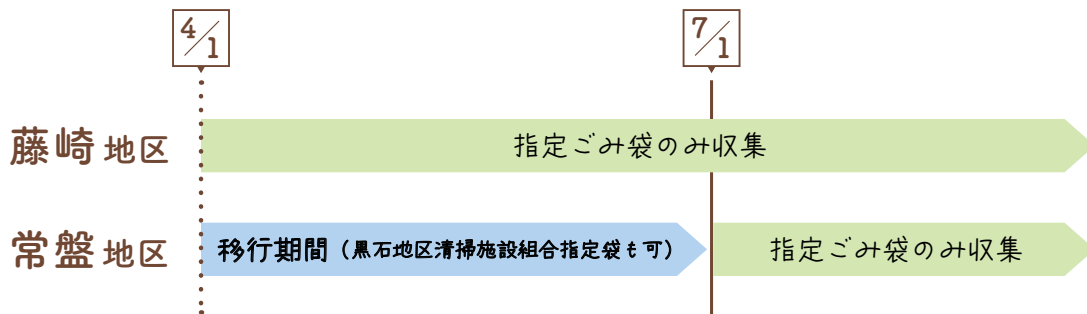 4/1
7/1
藤崎地区
指定ごみ袋のみ収集
常盤地区
移行期間（黒石地区清掃施設組合指定袋も可）
指定ごみ袋のみ収集